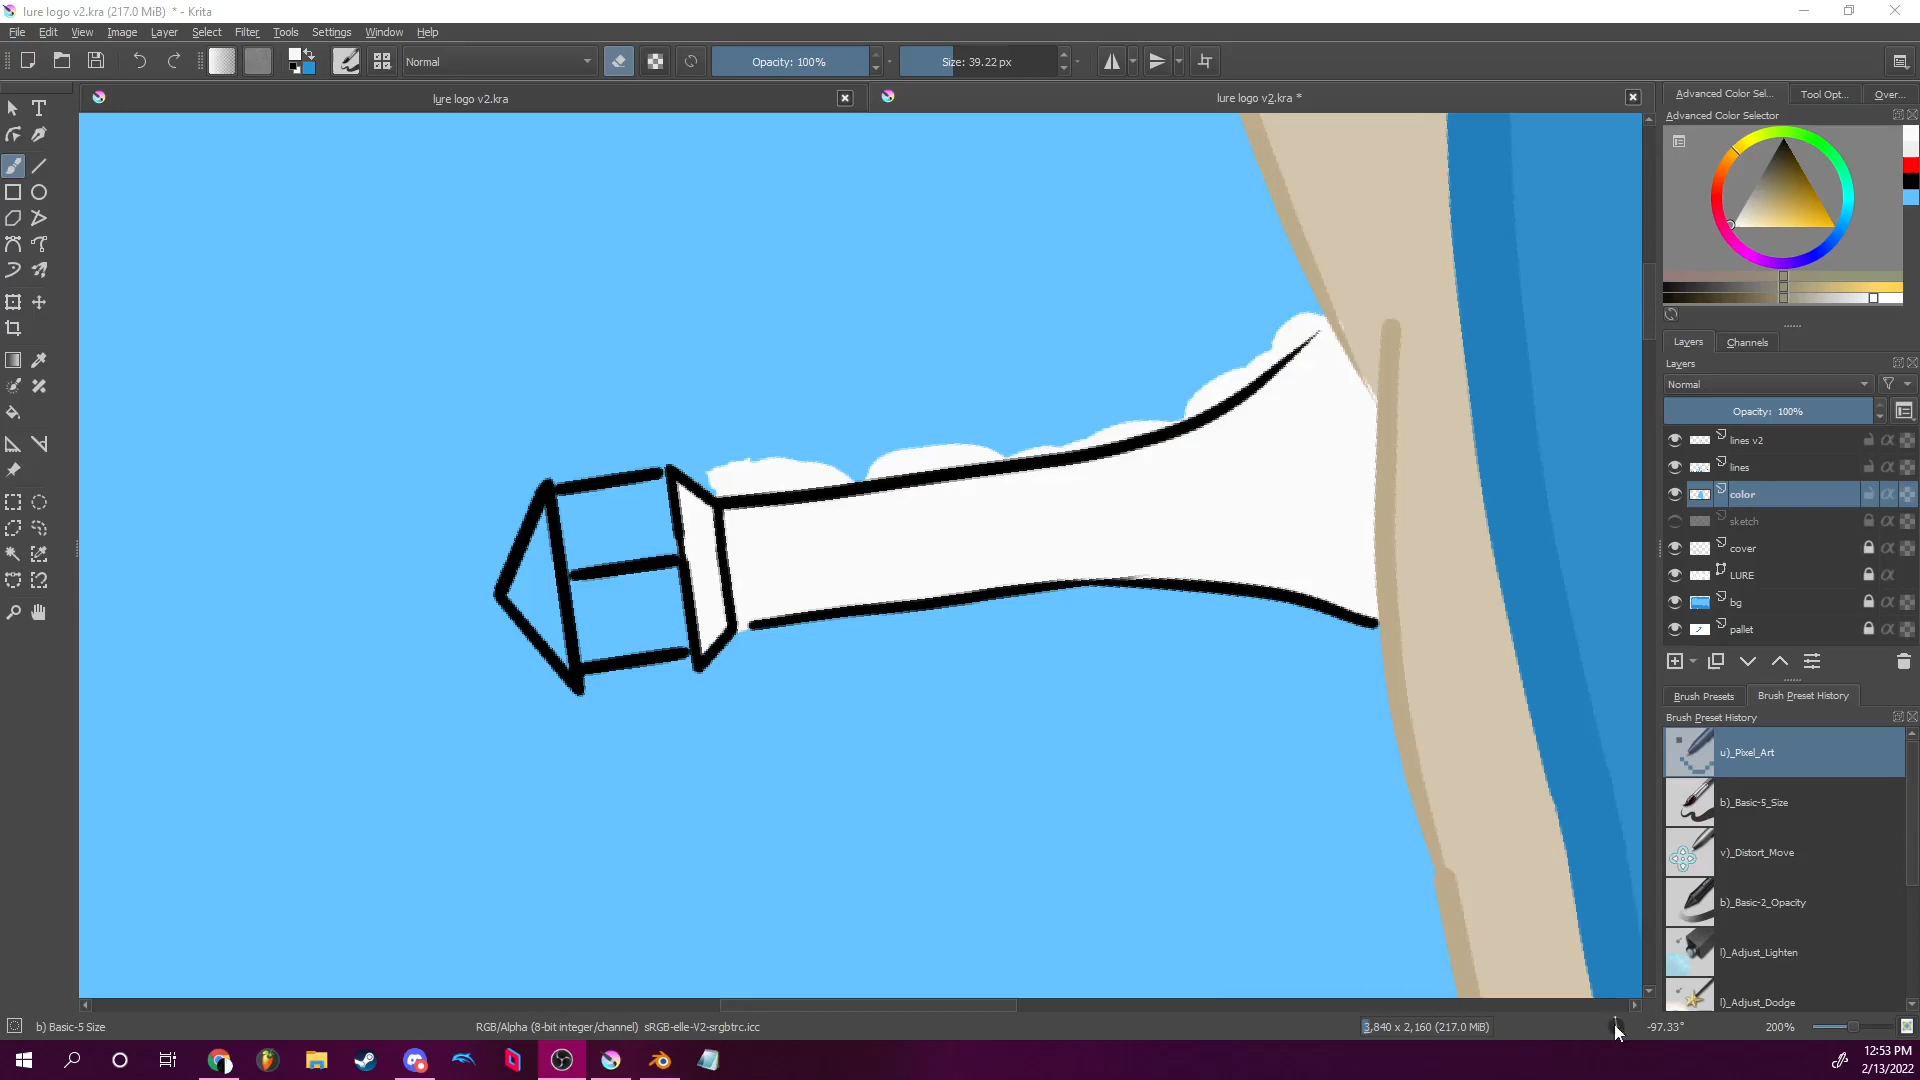 lure logo v2.kra (217.0 MiB) * - Krita
File Edit View Image Layer Select Filter Tools Settings Window Help
Normal
Opacity: 100%
Size: 39.22 px
lure logo v2.kra
lure logo v2.kra *
Advanced Color Sel... Tool Opt... Over...
Advanced Color Selector
Layers Channels
Layers
Normal
Opacity: 100%
lines v2
lines
color
sketch
cover
LURE
bg
pallet
Brush Presets Brush Preset History
Brush Preset History
u)_Pixel_Art
b)_Basic-5_Size
v)_Distort_Move
b)_Basic-2_Opacity
l)_Adjust_Lighten
l)_Adjust_Dodge
b) Basic-5 Size
RGB/Alpha (8-bit integer/channel) sRGB-elle-V2-srgbtrc.icc
3,840 x 2,160 (217.0 MiB)
-97.33°
200%
12:53 PM
2/13/2022